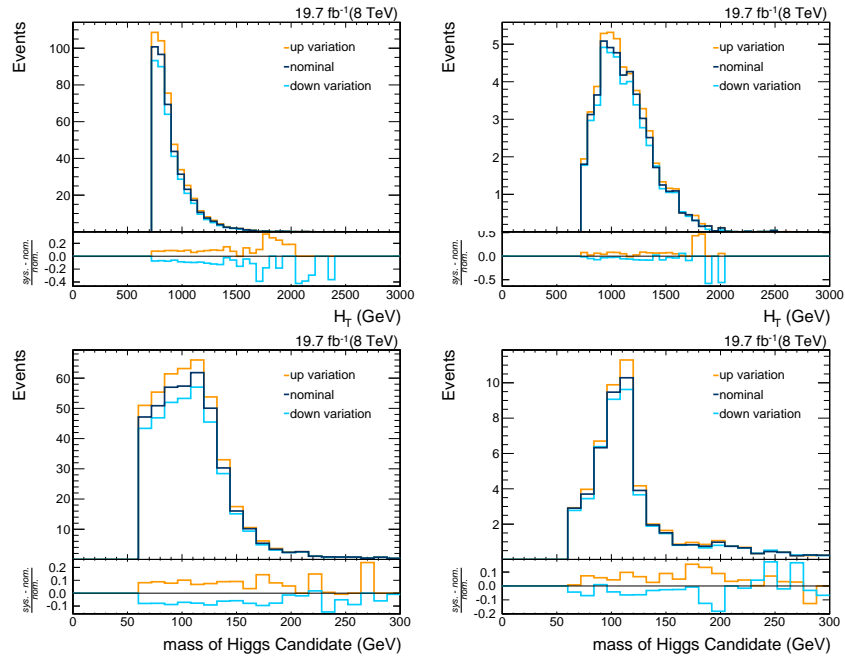 19.7 fb⁻¹(8 TeV)
Events
100
80
60
40
20
up variation
nominal
down variation
sys. - nom.
nom.
0.2
0.0
-0.2
-0.4
0 500 1000 1500 2000 2500 3000
H_T (GeV)
19.7 fb⁻¹(8 TeV)
Events
5
4
3
2
1
up variation
nominal
down variation
sys. - nom.
nom.
0.5
0.0
-0.5
0 500 1000 1500 2000 2500 3000
H_T (GeV)
19.7 fb⁻¹(8 TeV)
Events
60
50
40
30
20
10
up variation
nominal
down variation
sys. - nom.
nom.
0.2
0.1
0.0
-0.1
0 50 100 150 200 250 300
mass of Higgs Candidate (GeV)
19.7 fb⁻¹(8 TeV)
Events
10
8
6
4
2
up variation
nominal
down variation
sys. - nom.
nom.
0.1
0.0
-0.1
-0.2
0 50 100 150 200 250 300
mass of Higgs Candidate (GeV)